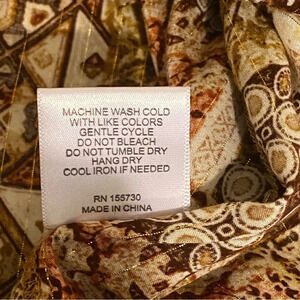 MACHINE WASH COLD
WITH LIKE COLORS
GENTLE CYCLE
DO NOT BLEACH
DO NOT TUMBLE DRY
HANG DRY
COOL IRON IF NEEDED
RN 155730
MADE IN CHINA